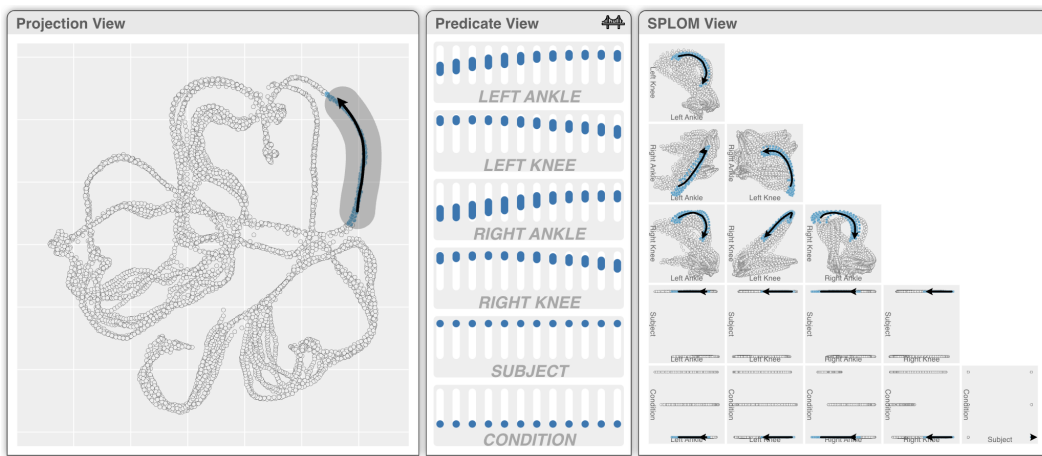 Projection View
Predicate View
LEFT ANKLE
LEFT KNEE
RIGHT ANKLE
RIGHT KNEE
SUBJECT
CONDITION
SPLOM View
Left Knee
Left Ankle
Right Ankle
Left Ankle
Right Ankle
Left Knee
Right Knee
Left Ankle
Right Knee
Left Knee
Right Knee
Right Ankle
Subject
Left Ankle
Subject
Left Knee
Subject
Right Ankle
Subject
Right Knee
Condition
Left Ankle
Condition
Left Knee
Condition
Right Ankle
Condition
Right Knee
Condition
Subject